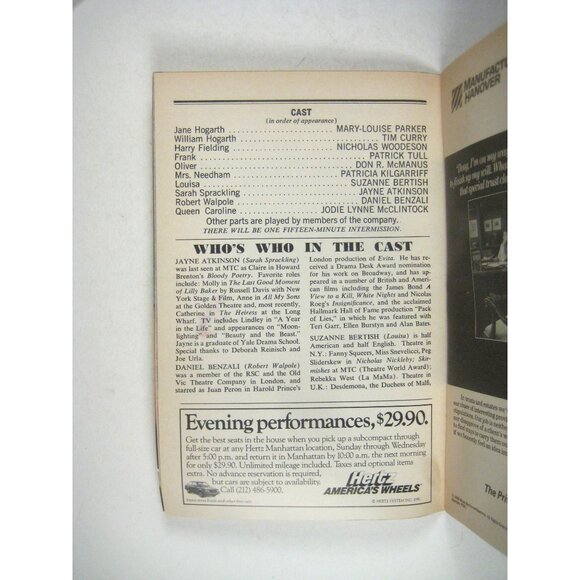 CAST
(in order of appearance)
Jane Hogarth .......................... MARY-LOUISE PARKER
William Hogarth .......................... TIM CURRY
Harry Fielding .......................... NICHOLAS WOODESON
Frank .......................... PATRICK TULL
Oliver .......................... DON R. McMANUS
Mrs. Needham .......................... PATRICIA KILGARRIFF
Louisa .......................... SUZANNE BERTISH
Sarah Sprackling .......................... JAYNE ATKINSON
Robert Walpole .......................... DANIEL BENZALI
Queen Caroline .......................... JODIE LYNNE McCLINTOCK
Other parts are played by members of the company.
THERE WILL BE ONE FIFTEEN-MINUTE INTERMISSION.
WHO'S WHO IN THE CAST
JAYNE ATKINSON (Sarah Sprackling)
was last seen at MTC as Claire in Howard
Brenton's Bloody Poetry. Favorite roles
include: Molly in The Last Good Moment
of Lilly Baker by Russell Davis with New
York Stage & Film, Anne in All My Sons
at the Golden Theatre and, most recently,
Catherine in The Heiress at the Long
Wharf. TV includes Lindley in "A Year
in the Life" and appearances on "Moon-
lighting" and "Beauty and the Beast."
Jayne is a graduate of Yale Drama School.
Special thanks to Deborah Reinisch and
Joe Urla.
DANIEL BENZALI (Robert Walpole)
was a member of the RSC and the Old
Vic Theatre Company in London, and
starred as Juan Peron in Harold Prince's
London production of Evita. He has re-
ceived a Drama Desk Award nomination
for his work on Broadway, and has ap-
peared in a number of British and Ameri-
can films including the James Bond A
View to a Kill, White Nights and Nicolas
Roeg's Insignificance, and the acclaimed
Hallmark Hall of Fame production "Pack
of Lies," in which he was featured with
Teri Garr, Ellen Burstyn and Alan Bates.
SUZANNE BERTISH (Louisa) is half
American and half English. Theatre in
N.Y.: Fanny Squeers, Miss Snevelicci, Peg
Sliderskew in Nicholas Nickleby; Skir-
mishes at MTC (Theatre World Award);
Rebekka West (La MaMa). Theatre in
U.K.: Desdemona, the Duchess of Malfi,
Evening performances, $29.90.
Get the best seats in the house when you pick up a subcompact through
full-size car at any Hertz Manhattan location, Sunday through Wednesday
after 5:00 p.m. and return it in Manhattan by 10:00 a.m. the next morning
for only $29.90. Unlimited mileage included. Taxes and optional items
extra. No advance reservation is required,
but cars are subject to availability.
Call (212) 486-5900.
Hertz
AMERICA'S WHEELS
MANUFACTU
HANOVER
The Pri